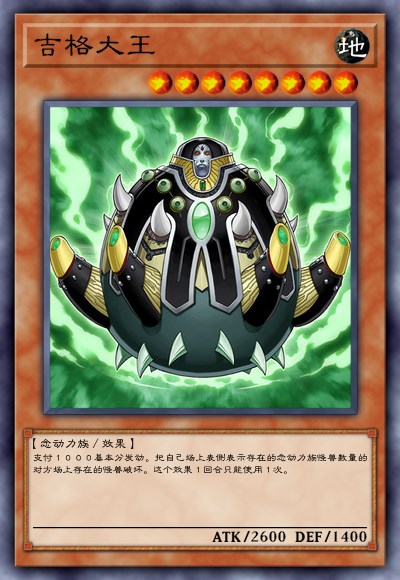 吉格大王
地
【念动力族／效果】
支付１０００基本分发动。把自己场上表侧表示存在的念动力族怪兽数量的
对方场上存在的怪兽破坏。这个效果１回合只能使用１次。
ATK/2600 DEF/1400